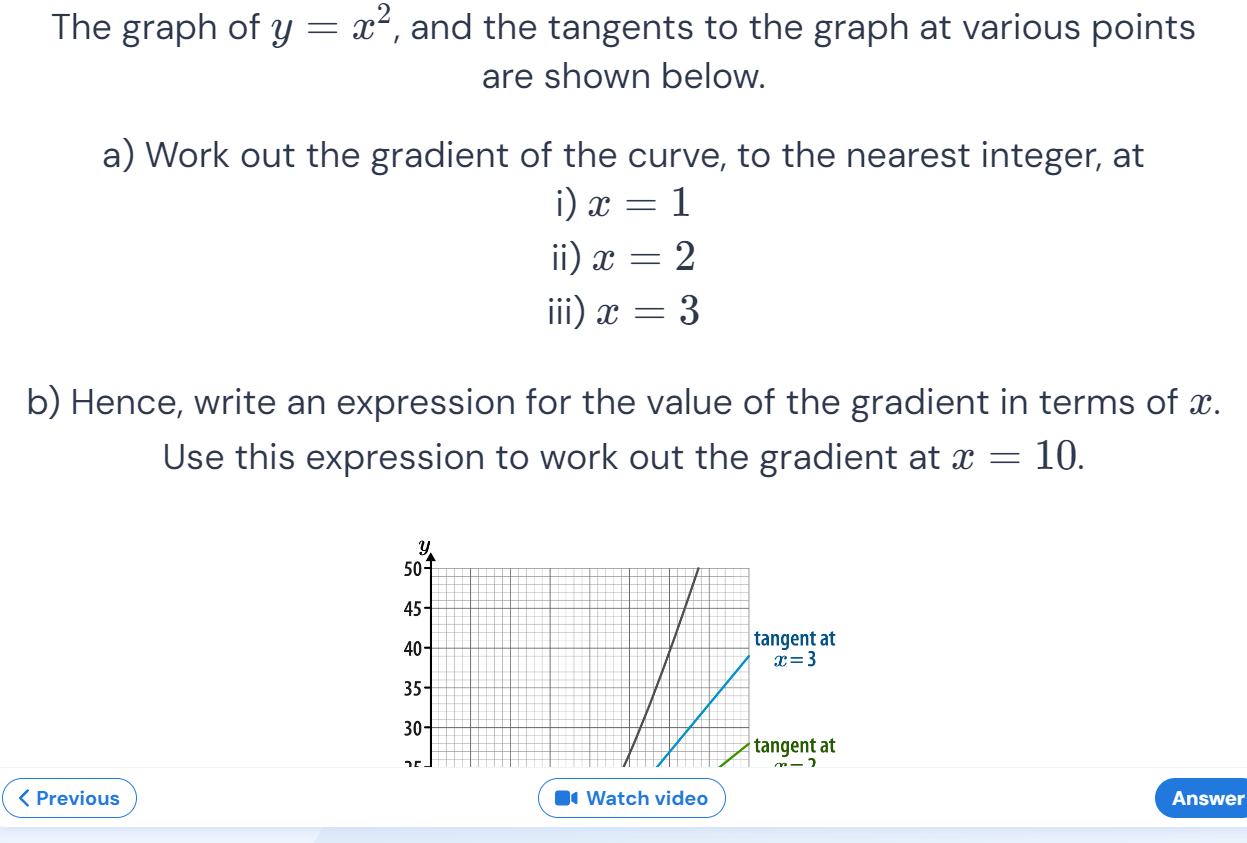 The graph of y = x², and the tangents to the graph at various points
are shown below.
a) Work out the gradient of the curve, to the nearest integer, at
i) x = 1
ii) x = 2
iii) x = 3
b) Hence, write an expression for the value of the gradient in terms of x.
Use this expression to work out the gradient at x = 10.
y
50
45
tangent at
x = 3
40
35
30
tangent at
x = 2
25
Previous
Watch video
Answer